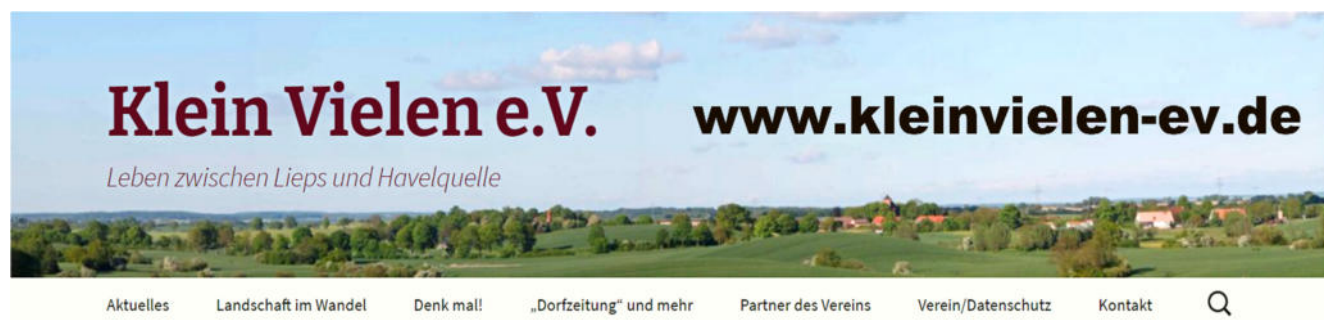 Klein Vielen e.V. www.kleinvielen-ev.de
Leben zwischen Lieps und Havelquelle
Aktuelles Landschaft im Wandel Denk mal! „Dorfzeitung“ und mehr Partner des Vereins Verein/Datenschutz Kontakt